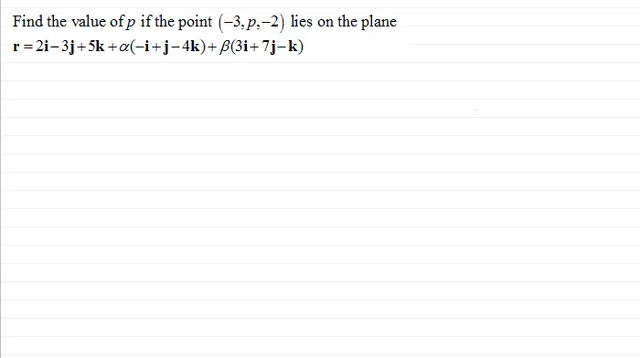 Find the value of p if the point (−3, p, −2) lies on the plane
r = 2i − 3j + 5k + α(−i + j − 4k) + β(3i + 7j − k)